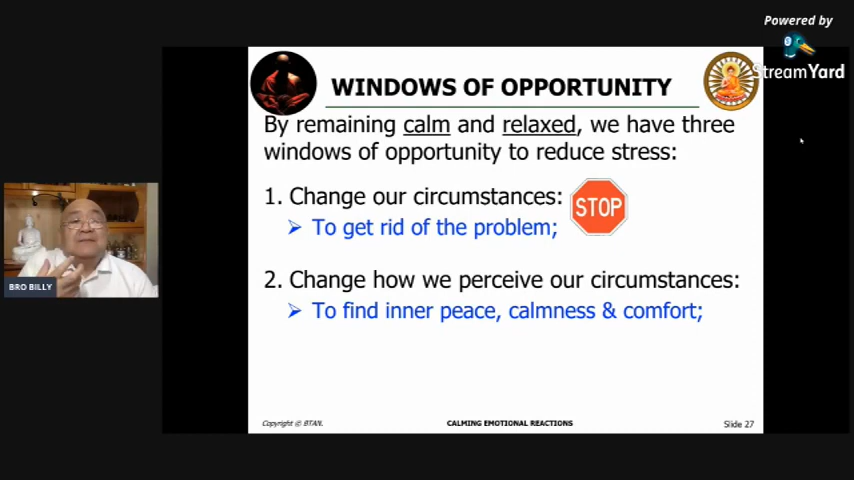 Powered by
StreamYard
WINDOWS OF OPPORTUNITY
By remaining calm and relaxed, we have three
windows of opportunity to reduce stress:
1. Change our circumstances:
STOP
➢ To get rid of the problem;
2. Change how we perceive our circumstances:
➢ To find inner peace, calmness & comfort;
BRO BILLY
Copyright © BTAN.
CALMING EMOTIONAL REACTIONS
Slide 27